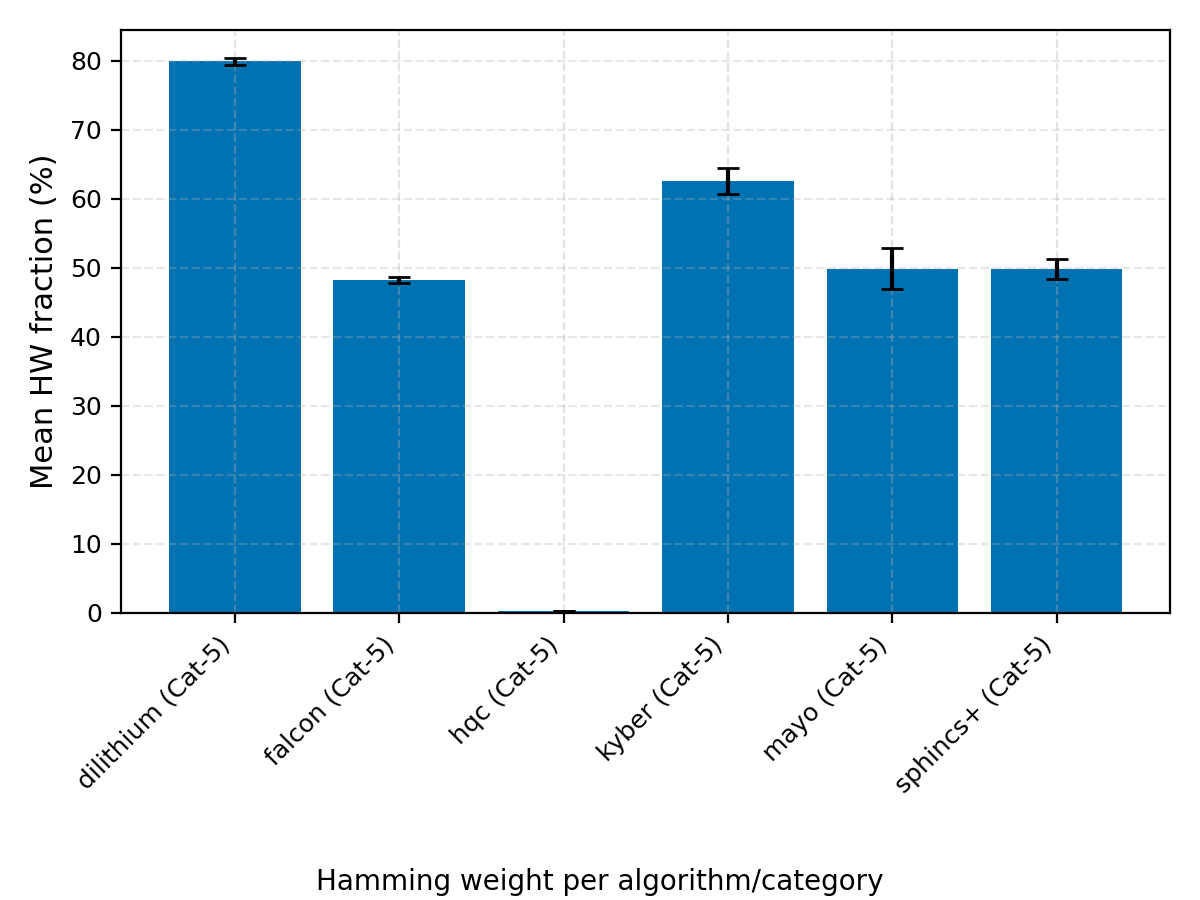 Mean HW fraction (%)
80
70
60
50
40
30
20
10
0
dilithium (Cat-5)
falcon (Cat-5)
hqc (Cat-5)
kyber (Cat-5)
mayo (Cat-5)
sphincs+ (Cat-5)
Hamming weight per algorithm/category